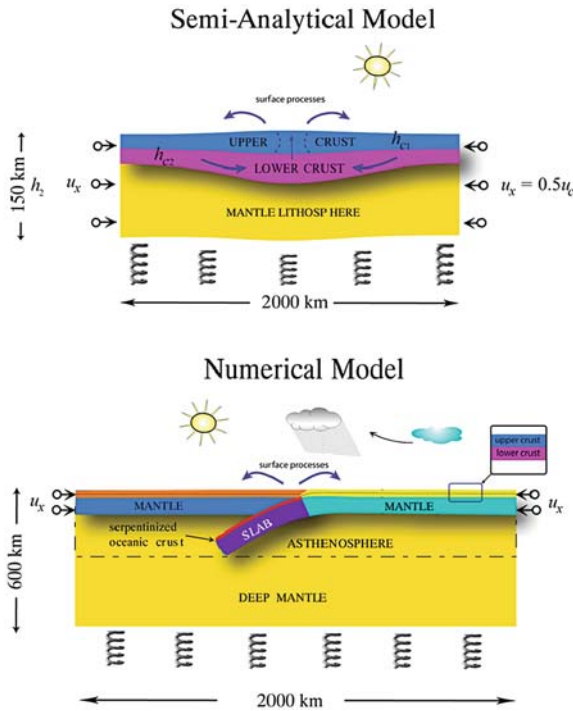 Semi-Analytical Model
surface processes
UPPER CRUST
h_{C1}
h_{C2}
LOWER CRUST
150 km
h_2
u_x
u_x = 0.5u_c
MANTLE LITHOSPHERE
2000 km
Numerical Model
surface processes
upper crust
lower crust
u_x
MANTLE
MANTLE
u_x
serpentinized
oceanic crust
SLAB
ASTHENOSPHERE
600 km
DEEP MANTLE
2000 km